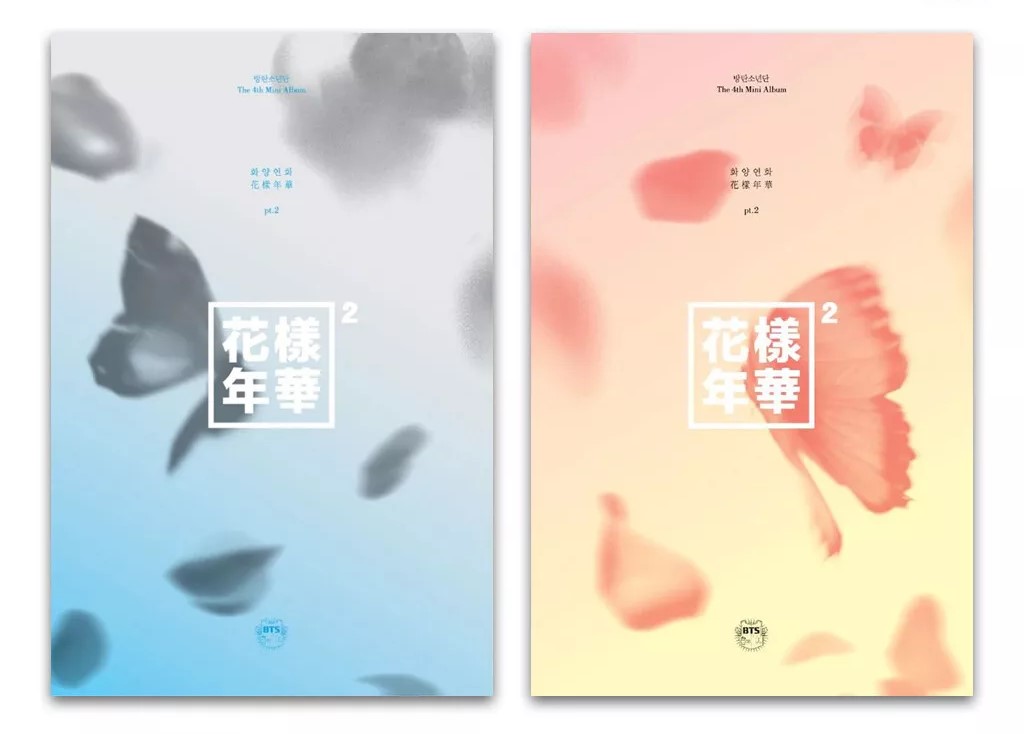 방탄소년단
The 4th Mini Album
화양연화
花樣年華
pt.2
花樣
年華
2
BTS
방탄소년단
The 4th Mini Album
화양연화
花樣年華
pt.2
花樣
年華
2
BTS